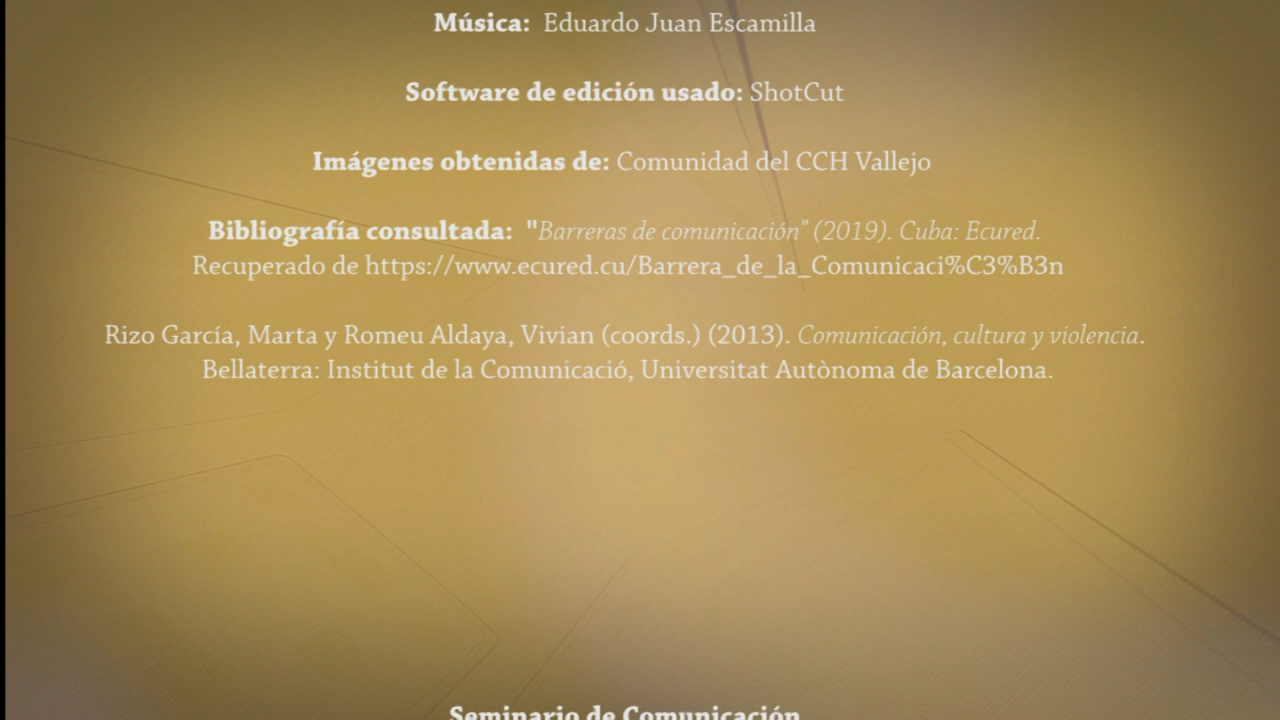 Música: Eduardo Juan Escamilla
Software de edición usado: ShotCut
Imágenes obtenidas de: Comunidad del CCH Vallejo
Bibliografía consultada: "Barreras de comunicación" (2019). Cuba: Ecured.
Recuperado de https://www.ecured.cu/Barrera_de_la_Comunicaci%C3%B3n
Rizo García, Marta y Romeu Aldaya, Vivian (coords.) (2013). Comunicación, cultura y violencia.
Bellaterra: Institut de la Comunicació, Universitat Autònoma de Barcelona.
Seminario de Comunicación